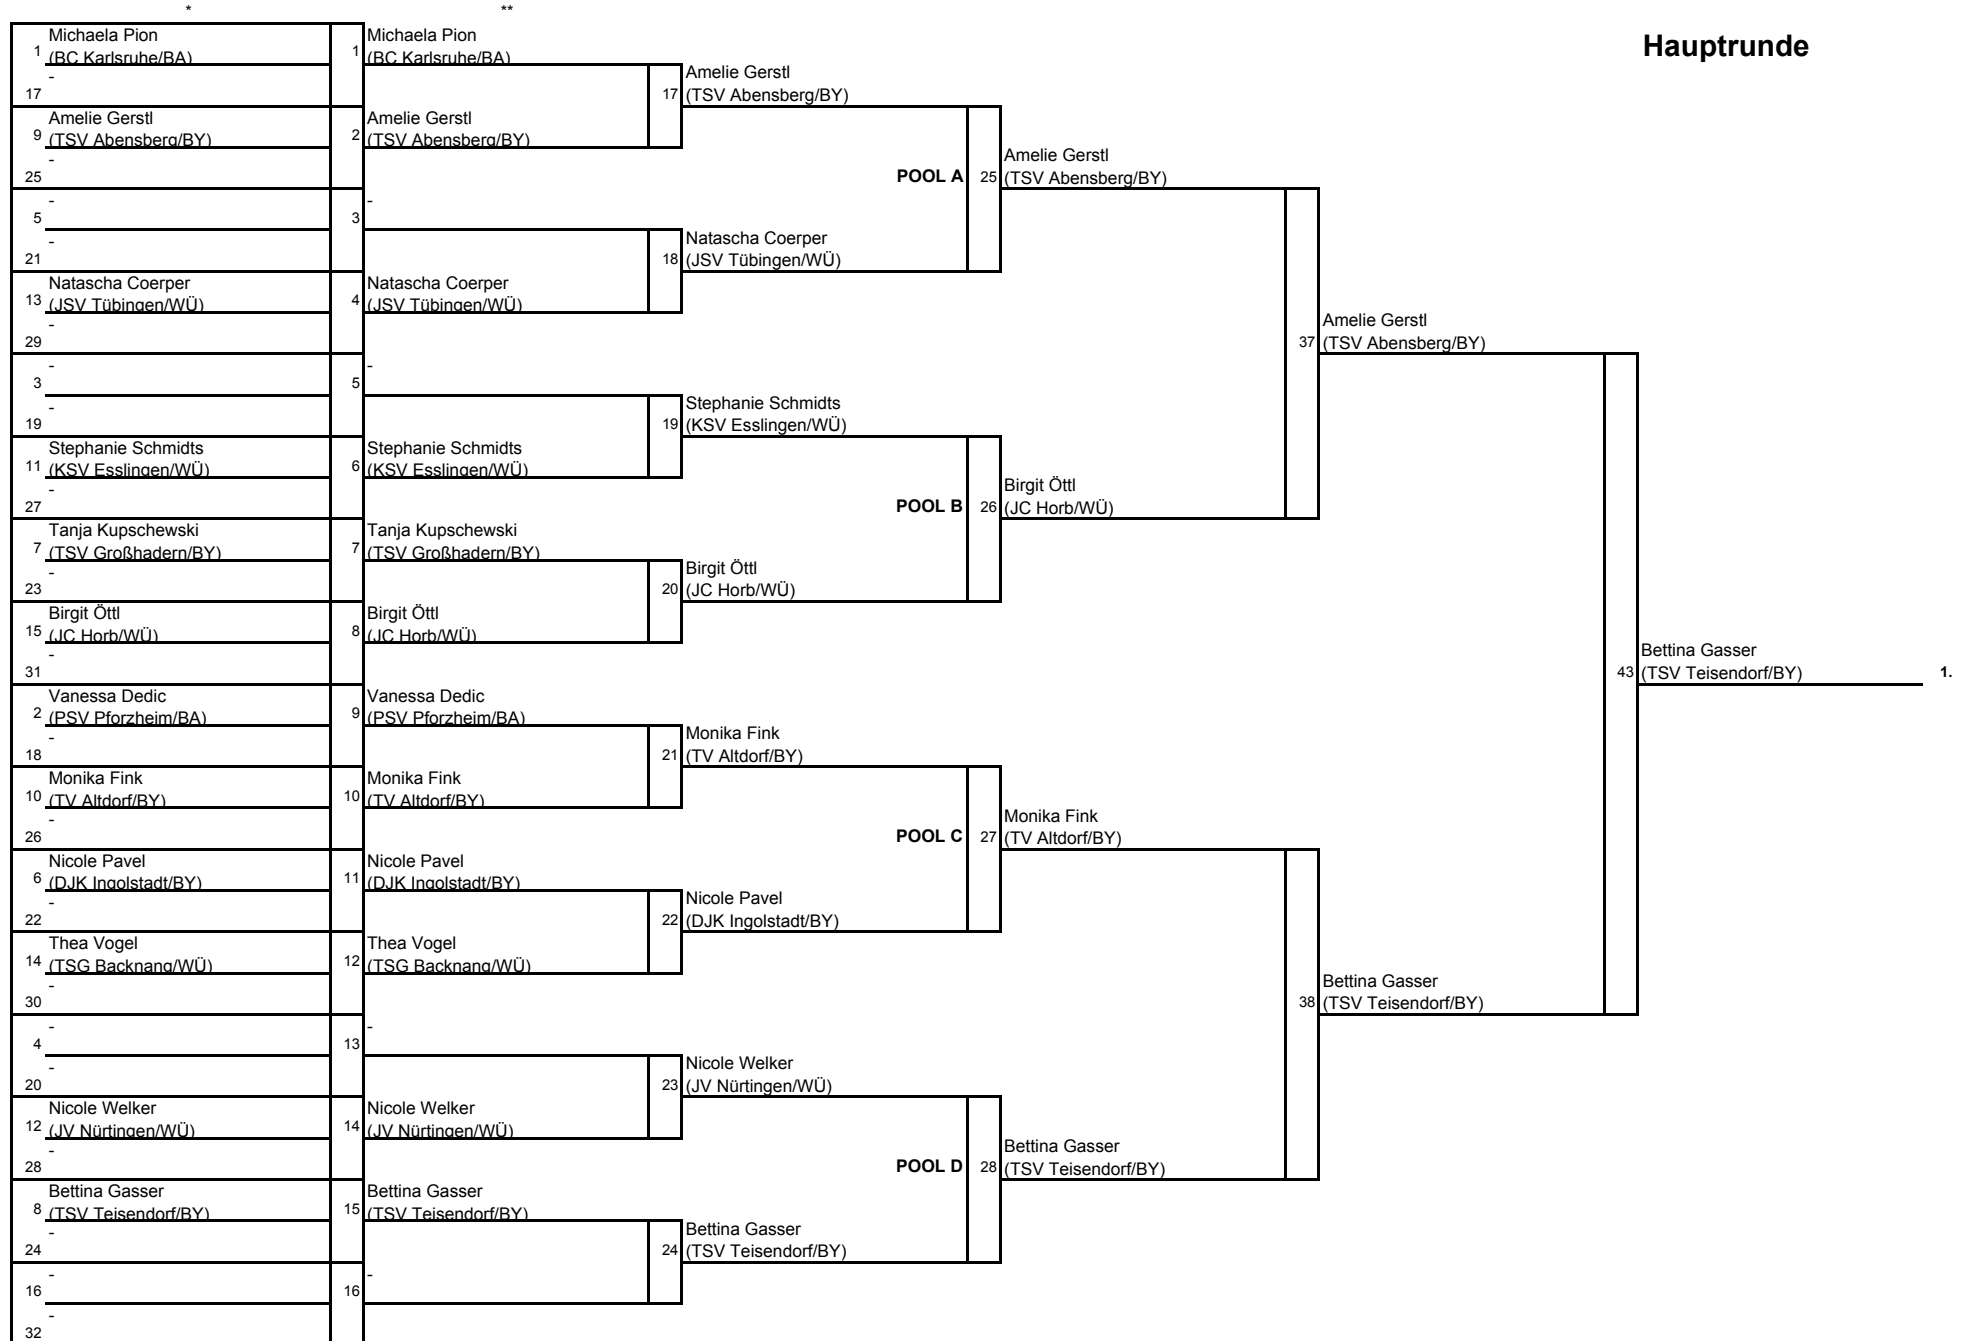 * **
Hauptrunde
1 Michaela Pion
(BC Karlsruhe/BA)
-
17
9 Amelie Gerstl
(TSV Abensberg/BY)
-
25
-
5
-
21
13 Natascha Coerper
(JSV Tübingen/WÜ)
-
29
-
3
-
19
11 Stephanie Schmidts
(KSV Esslingen/WÜ)
-
27
7 Tanja Kupschewski
(TSV Großhadern/BY)
-
23
15 Birgit Öttl
(JC Horb/WÜ)
-
31
2 Vanessa Dedic
(PSV Pforzheim/BA)
-
18
10 Monika Fink
(TV Altdorf/BY)
-
26
6 Nicole Pavel
(DJK Ingolstadt/BY)
-
22
14 Thea Vogel
(TSG Backnang/WÜ)
-
30
-
4
-
20
12 Nicole Welker
(JV Nürtingen/WÜ)
-
28
8 Bettina Gasser
(TSV Teisendorf/BY)
-
24
-
16
-
32
1 Michaela Pion
(BC Karlsruhe/BA)
2 Amelie Gerstl
(TSV Abensberg/BY)
-
3
4 Natascha Coerper
(JSV Tübingen/WÜ)
-
5
6 Stephanie Schmidts
(KSV Esslingen/WÜ)
7 Tanja Kupschewski
(TSV Großhadern/BY)
8 Birgit Öttl
(JC Horb/WÜ)
9 Vanessa Dedic
(PSV Pforzheim/BA)
10 Monika Fink
(TV Altdorf/BY)
11 Nicole Pavel
(DJK Ingolstadt/BY)
12 Thea Vogel
(TSG Backnang/WÜ)
-
13
14 Nicole Welker
(JV Nürtingen/WÜ)
15 Bettina Gasser
(TSV Teisendorf/BY)
-
16
17 Amelie Gerstl
(TSV Abensberg/BY)
18 Natascha Coerper
(JSV Tübingen/WÜ)
19 Stephanie Schmidts
(KSV Esslingen/WÜ)
20 Birgit Öttl
(JC Horb/WÜ)
21 Monika Fink
(TV Altdorf/BY)
22 Nicole Pavel
(DJK Ingolstadt/BY)
23 Nicole Welker
(JV Nürtingen/WÜ)
24 Bettina Gasser
(TSV Teisendorf/BY)
POOL A 25 Amelie Gerstl
(TSV Abensberg/BY)
POOL B 26 Birgit Öttl
(JC Horb/WÜ)
POOL C 27 Monika Fink
(TV Altdorf/BY)
POOL D 28 Bettina Gasser
(TSV Teisendorf/BY)
37 Amelie Gerstl
(TSV Abensberg/BY)
38 Bettina Gasser
(TSV Teisendorf/BY)
43 Bettina Gasser
(TSV Teisendorf/BY) 1.